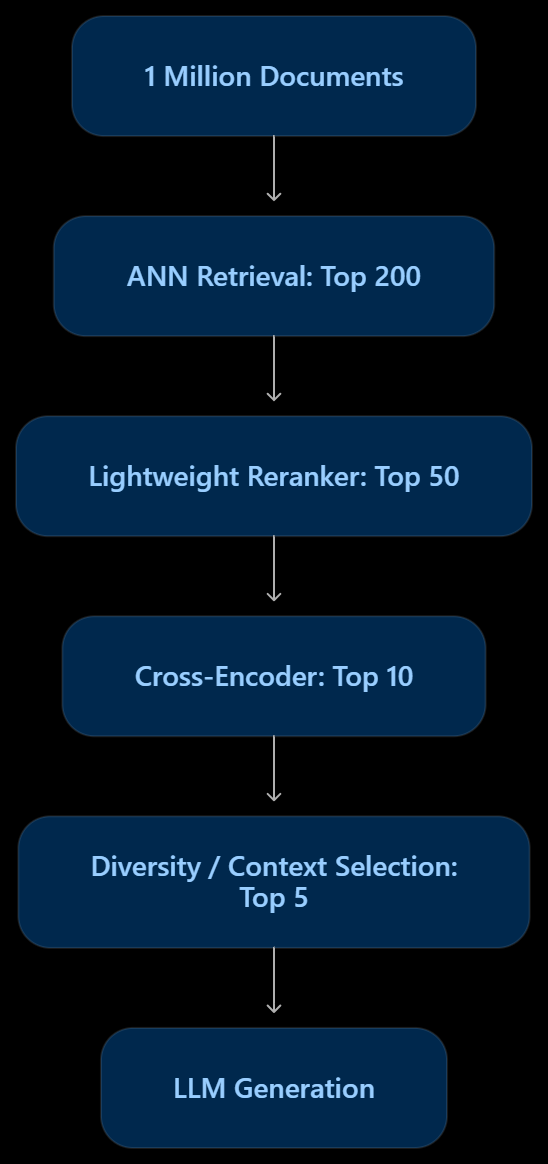 1 Million Documents
ANN Retrieval: Top 200
Lightweight Reranker: Top 50
Cross-Encoder: Top 10
Diversity / Context Selection:
Top 5
LLM Generation